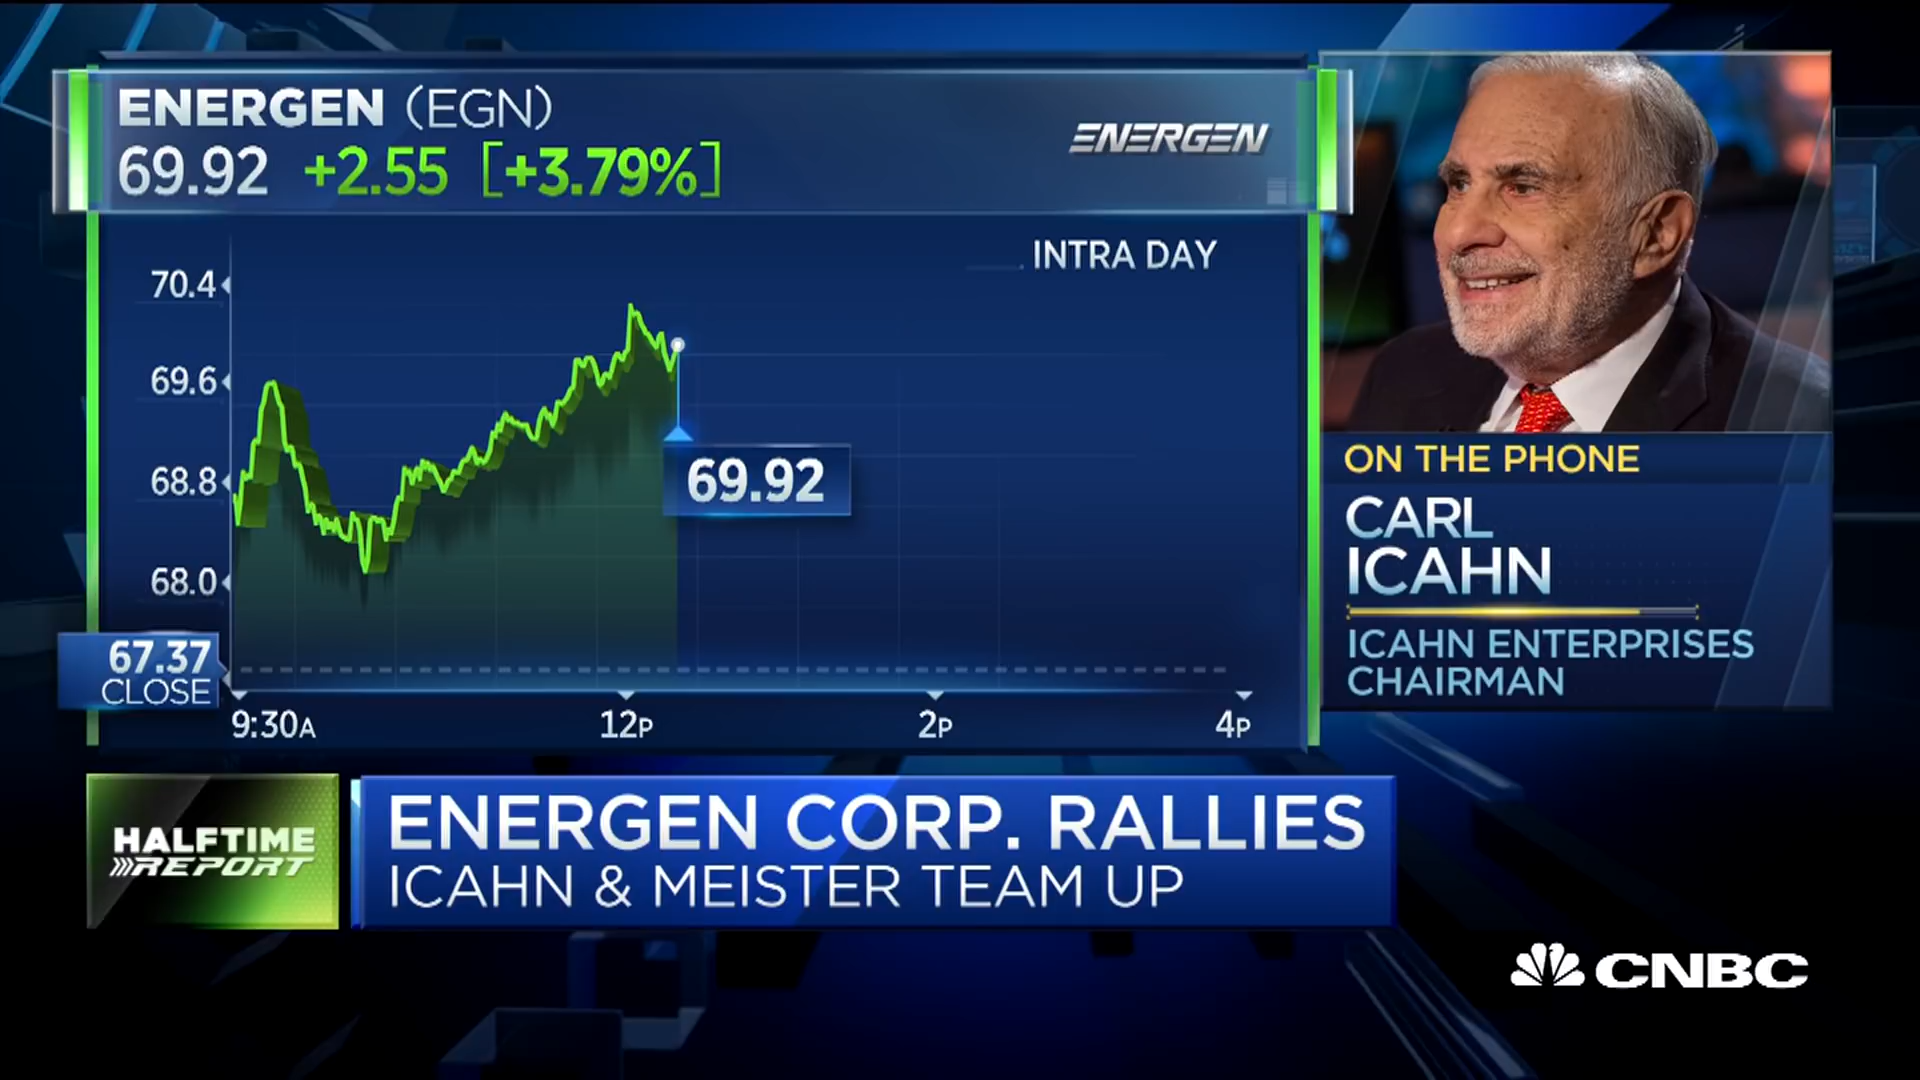 ENERGEN (EGN)
69.92 +2.55 [+3.79%]
ENERGEN
INTRA DAY
70.4
69.6
68.8
68.0
67.37
CLOSE
69.92
9:30A 12P 2P 4P
ON THE PHONE
CARL
ICAHN
ICAHN ENTERPRISES
CHAIRMAN
HALFTIME
REPORT
ENERGEN CORP. RALLIES
ICAHN & MEISTER TEAM UP
CNBC